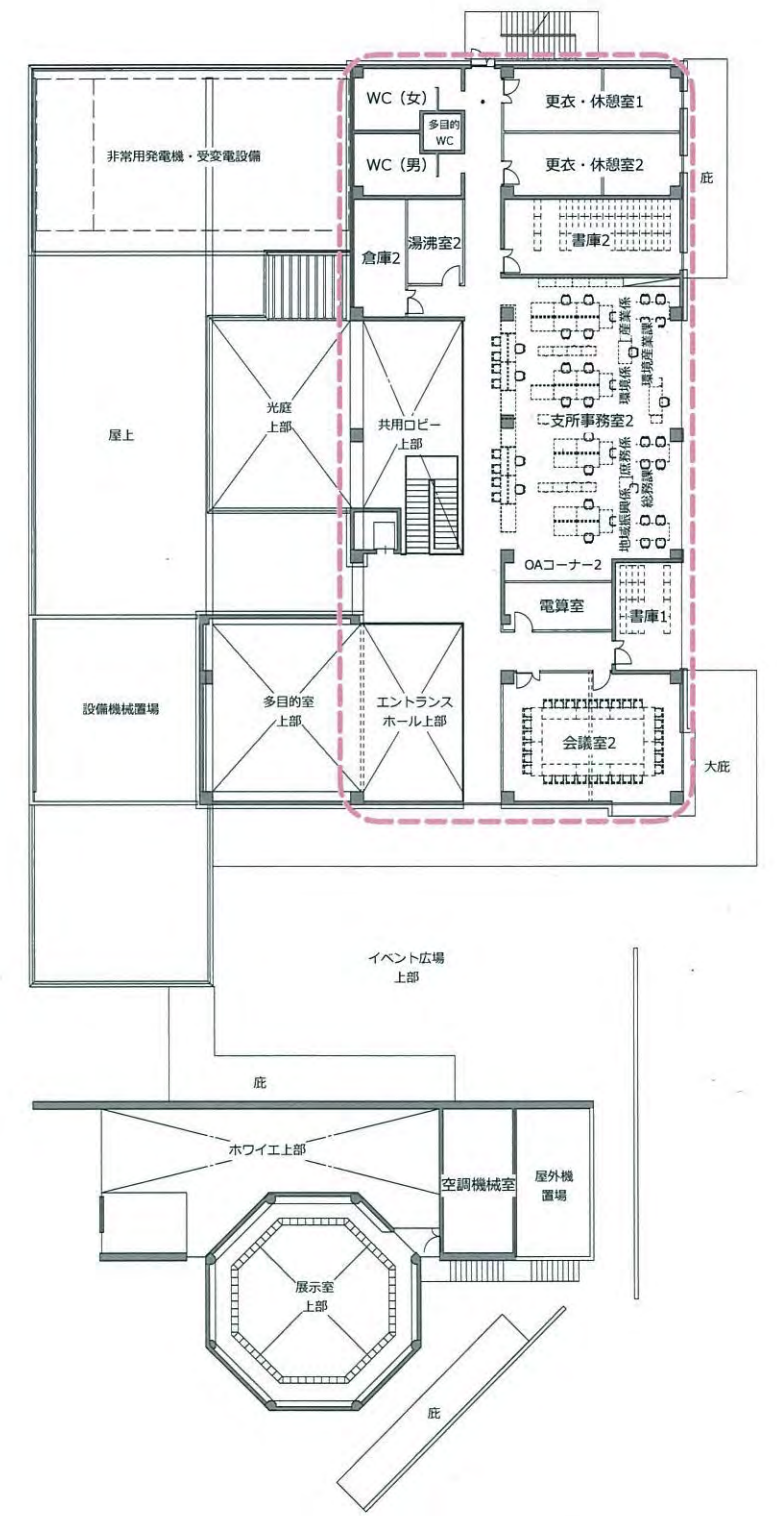 WC（女）
多目的
WC
WC（男）
更衣・休憩室1
更衣・休憩室2
非常用発電機・受変電設備
庇
書庫2
湯沸室2
倉庫2
産業係
環境産業課
環境係
光庭
上部
共用ロビー
上部
屋上
支所事務室2
庶務係
総務課
地域振興係
OAコーナー2
電算室
書庫1
設備機械置場
多目的室
上部
エントランス
ホール上部
会議室2
大庇
イベント広場
上部
庇
ホワイエ上部
空調機械室
屋外機
置場
展示室
上部
庇